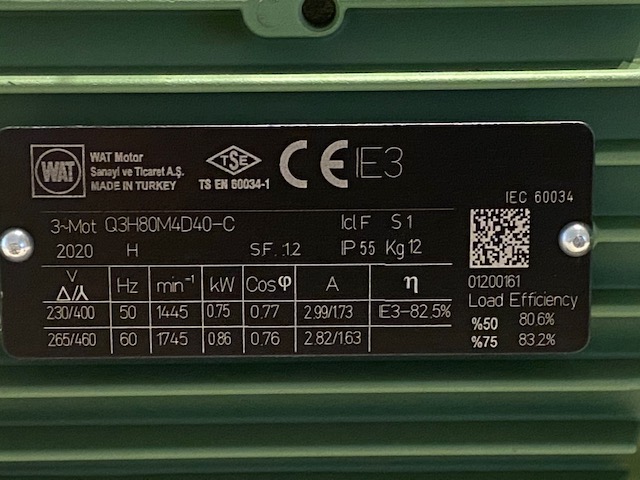 WAT
WAT Motor
Sanayi ve Ticaret A.Ş.
MADE IN TURKEY
TSE
TS EN 60034-1
CE IE3
IEC 60034
3~Mot Q3H80M4D40-C Icl F S 1
2020 H S.F. 1.2 IP 55 Kg 12
01200161
V Δ/⅄ Hz min⁻¹ kW Cosφ A η
230/400 50 1445 0.75 0.77 2.99/1.73 IE3-82.5%
265/460 60 1745 0.86 0.76 2.82/1.63
Load Efficiency
%50 80.6%
%75 83.2%